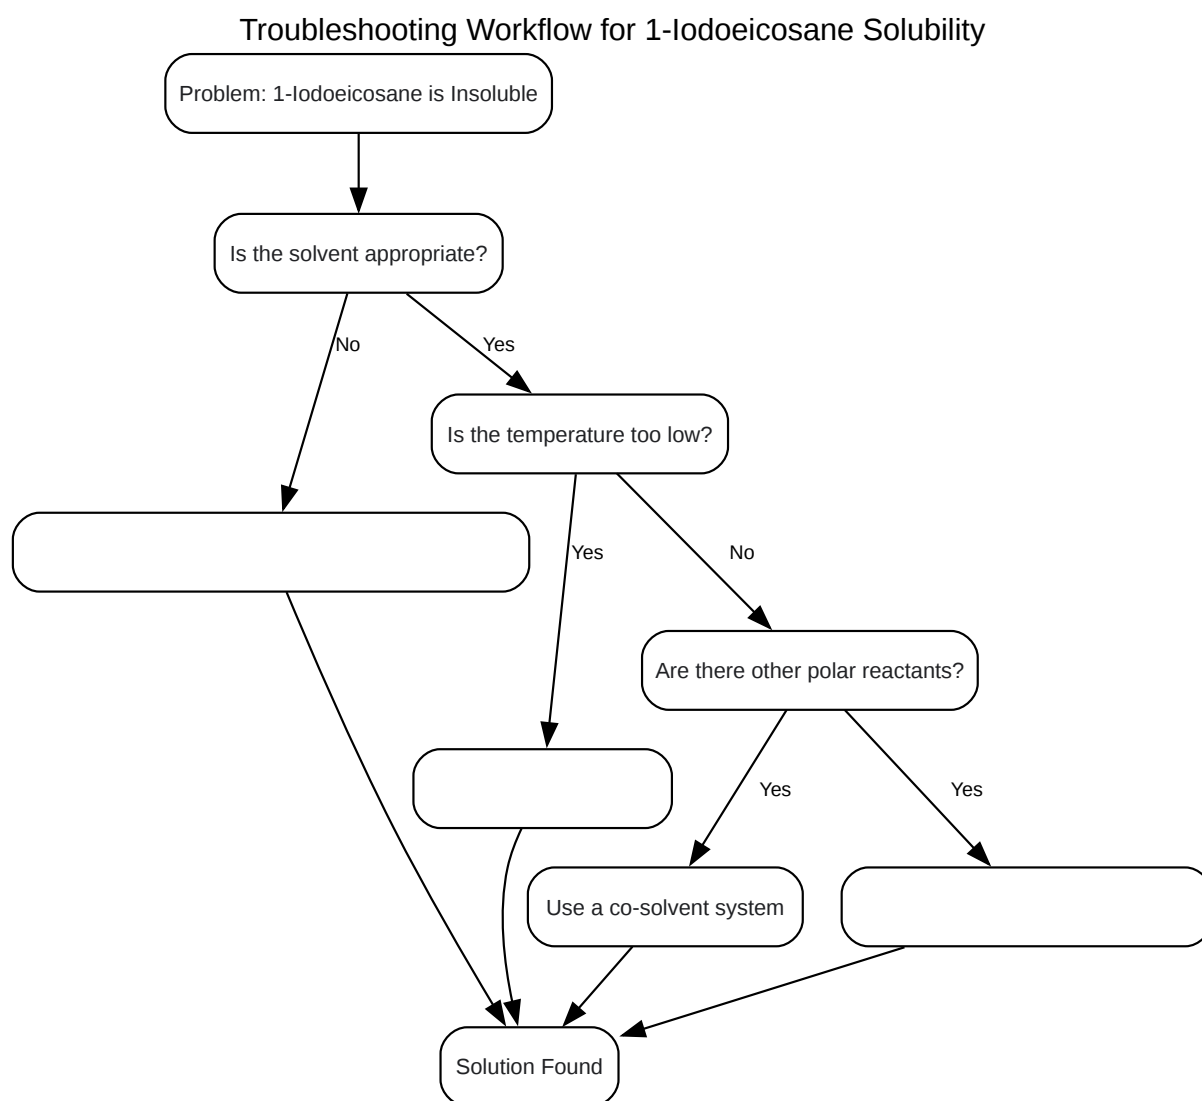 Troubleshooting Workflow for 1-Iodoeicosane Solubility
Problem: 1-Iodoeicosane is Insoluble
Is the solvent appropriate?
No
Yes
Is the temperature too low?
Yes
No
Are there other polar reactants?
Yes
Yes
Use a co-solvent system
Solution Found